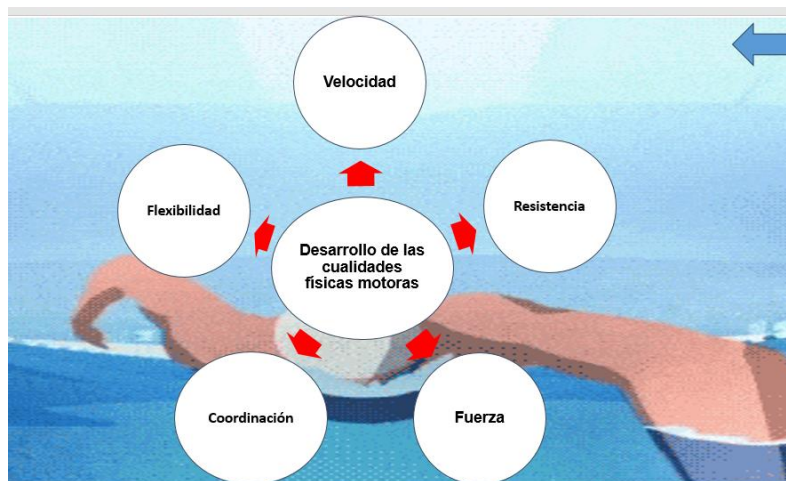 Velocidad
Flexibilidad
Resistencia
Desarrollo de las
cualidades
físicas motoras
Coordinación
Fuerza